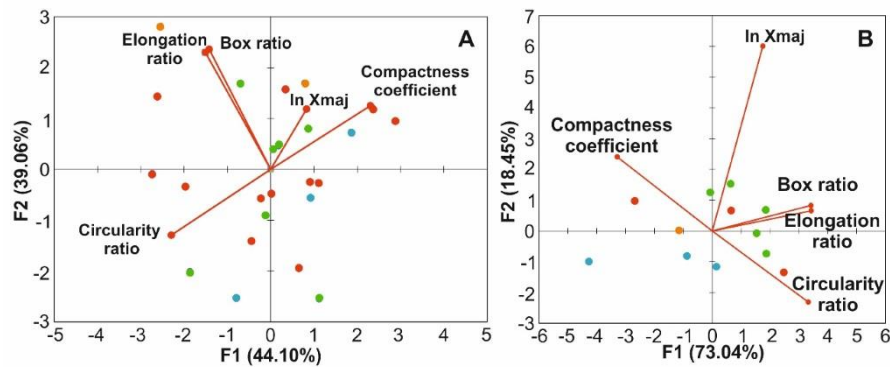 A
3
2
1
0
-1
-2
-3
-5 -4 -3 -2 -1 0 1 2 3 4 5
F2 (39.06%)
F1 (44.10%)
Elongation
ratio
Box ratio
ln Xmaj
Compactness
coefficient
Circularity
ratio
B
7
6
5
4
3
2
1
0
-1
-2
-3
-6 -5 -4 -3 -2 -1 0 1 2 3 4 5 6
F2 (18.45%)
F1 (73.04%)
ln Xmaj
Compactness
coefficient
Box ratio
Elongation
ratio
Circularity
ratio